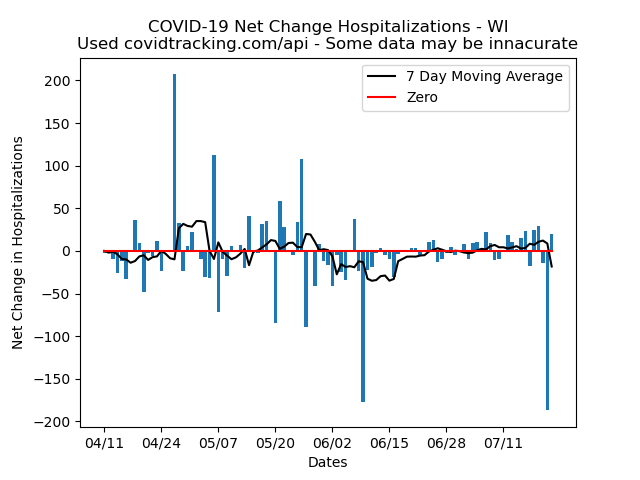 COVID-19 Net Change Hospitalizations - WI
Used covidtracking.com/api - Some data may be innacurate
7 Day Moving Average
Zero
Net Change in Hospitalizations
200
150
100
50
0
−50
−100
−150
−200
04/11 04/24 05/07 05/20 06/02 06/15 06/28 07/11
Dates